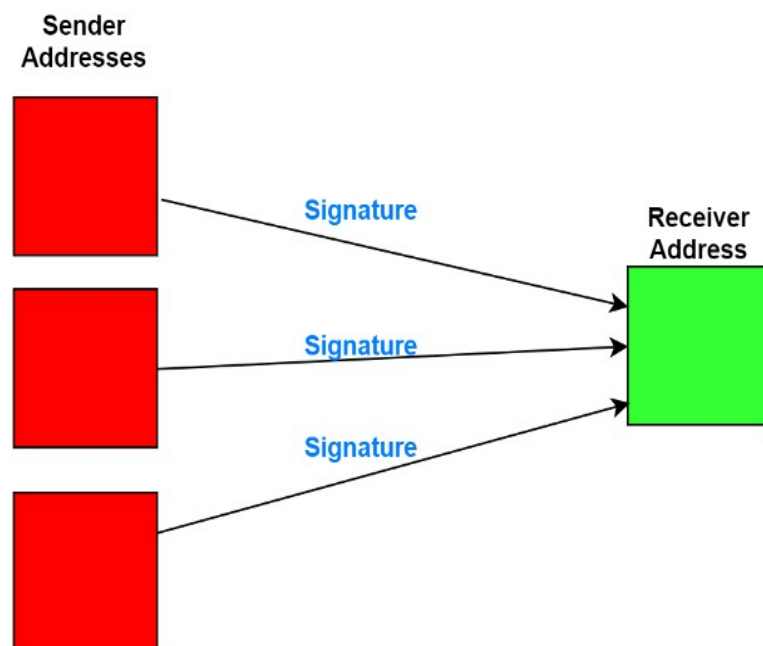 Sender
Addresses
Signature
Receiver
Address
Signature
Signature